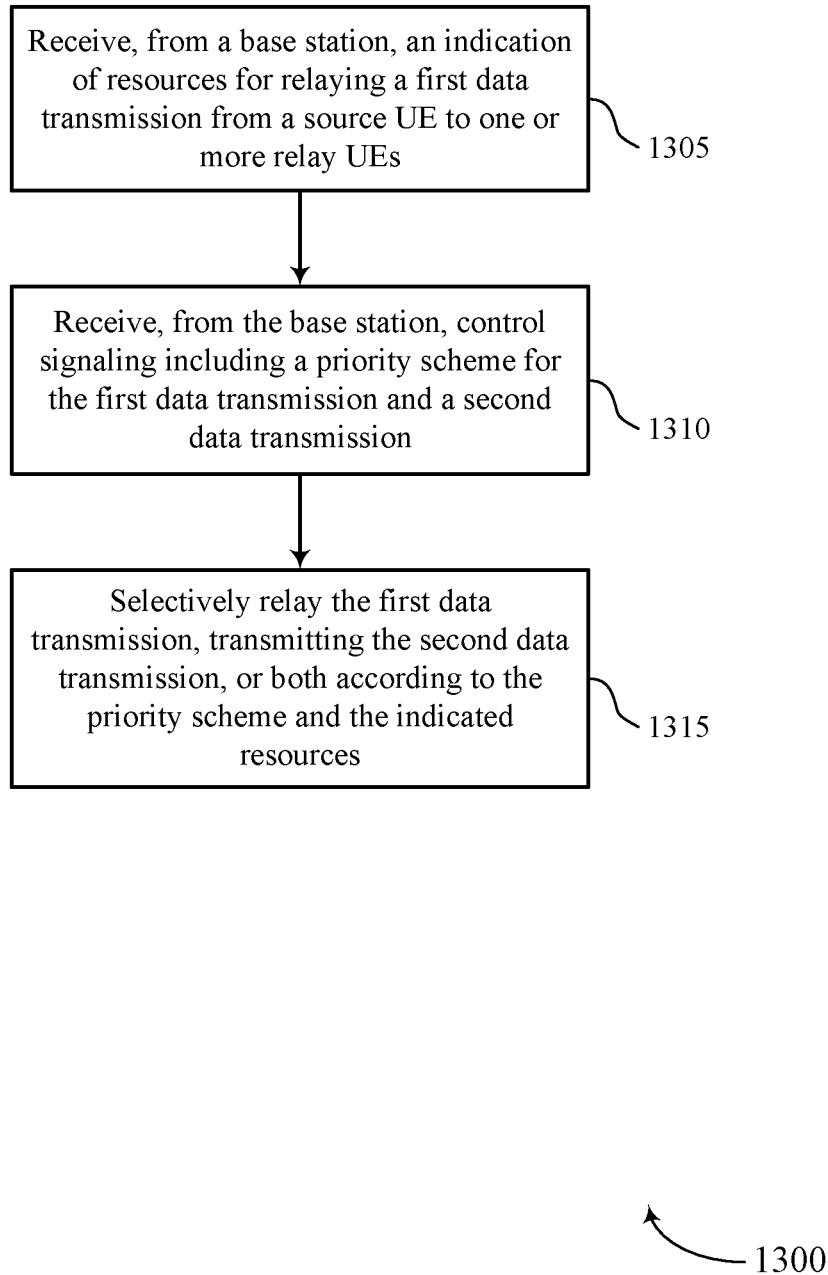 Receive, from a base station, an indication
of resources for relaying a first data
transmission from a source UE to one or
more relay UEs
1305
Receive, from the base station, control
signaling including a priority scheme for
the first data transmission and a second
data transmission
1310
Selectively relay the first data
transmission, transmitting the second data
transmission, or both according to the
priority scheme and the indicated
resources
1315
1300